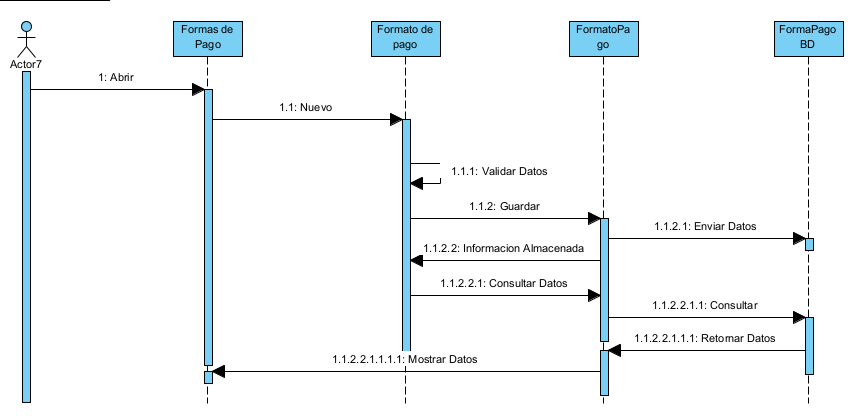 Formas de
Pago
Formato de
pago
FormatoPa
go
FormaPago
BD
Actor7
1: Abrir
1.1: Nuevo
1.1.1: Validar Datos
1.1.2: Guardar
1.1.2.1: Enviar Datos
1.1.2.2: Informacion Almacenada
1.1.2.2.1: Consultar Datos
1.1.2.2.1.1: Consultar
1.1.2.2.1.1.1: Retornar Datos
1.1.2.2.1.1.1.1: Mostrar Datos